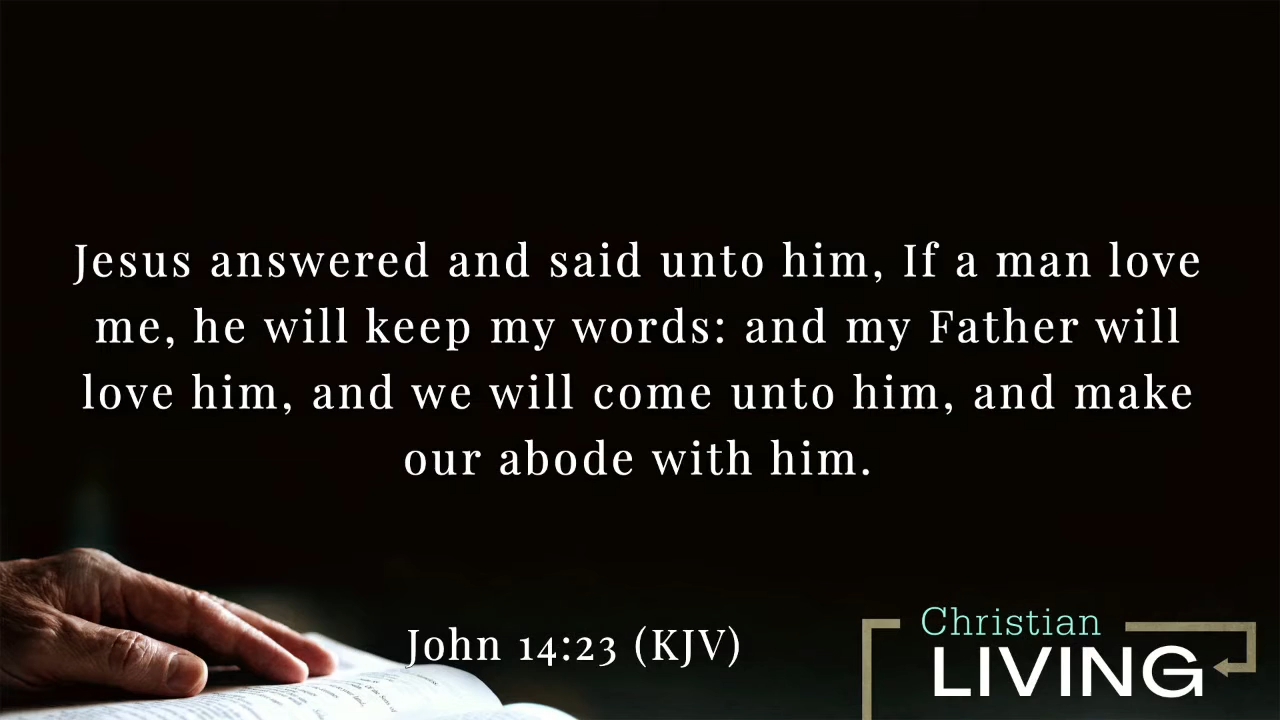 Jesus answered and said unto him, If a man love
me, he will keep my words: and my Father will
love him, and we will come unto him, and make
our abode with him.
John 14:23 (KJV)
Christian
LIVING